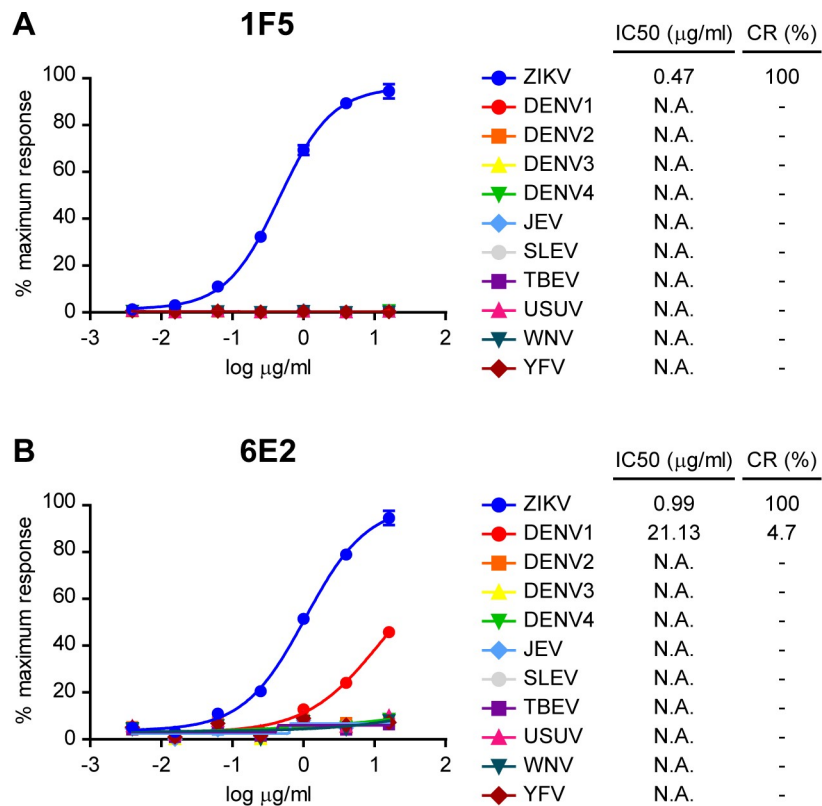 A 1F5
IC50 (μg/ml) CR (%)
100
80
60
40
20
0
% maximum response
-3 -2 -1 0 1 2
log μg/ml
ZIKV 0.47 100
DENV1 N.A. -
DENV2 N.A. -
DENV3 N.A. -
DENV4 N.A. -
JEV N.A. -
SLEV N.A. -
TBEV N.A. -
USUV N.A. -
WNV N.A. -
YFV N.A. -
B 6E2
IC50 (μg/ml) CR (%)
100
80
60
40
20
0
% maximum response
-3 -2 -1 0 1 2
log μg/ml
ZIKV 0.99 100
DENV1 21.13 4.7
DENV2 N.A. -
DENV3 N.A. -
DENV4 N.A. -
JEV N.A. -
SLEV N.A. -
TBEV N.A. -
USUV N.A. -
WNV N.A. -
YFV N.A. -